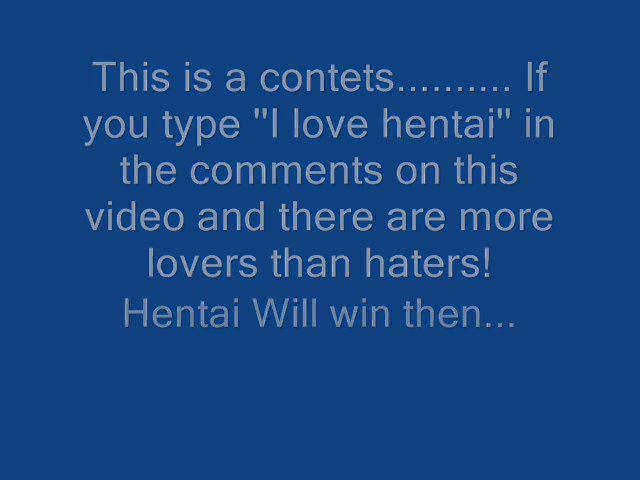 This is a contets.......... If
you type "I love hentai" in
the comments on this
video and there are more
lovers than haters!
Hentai Will win then...